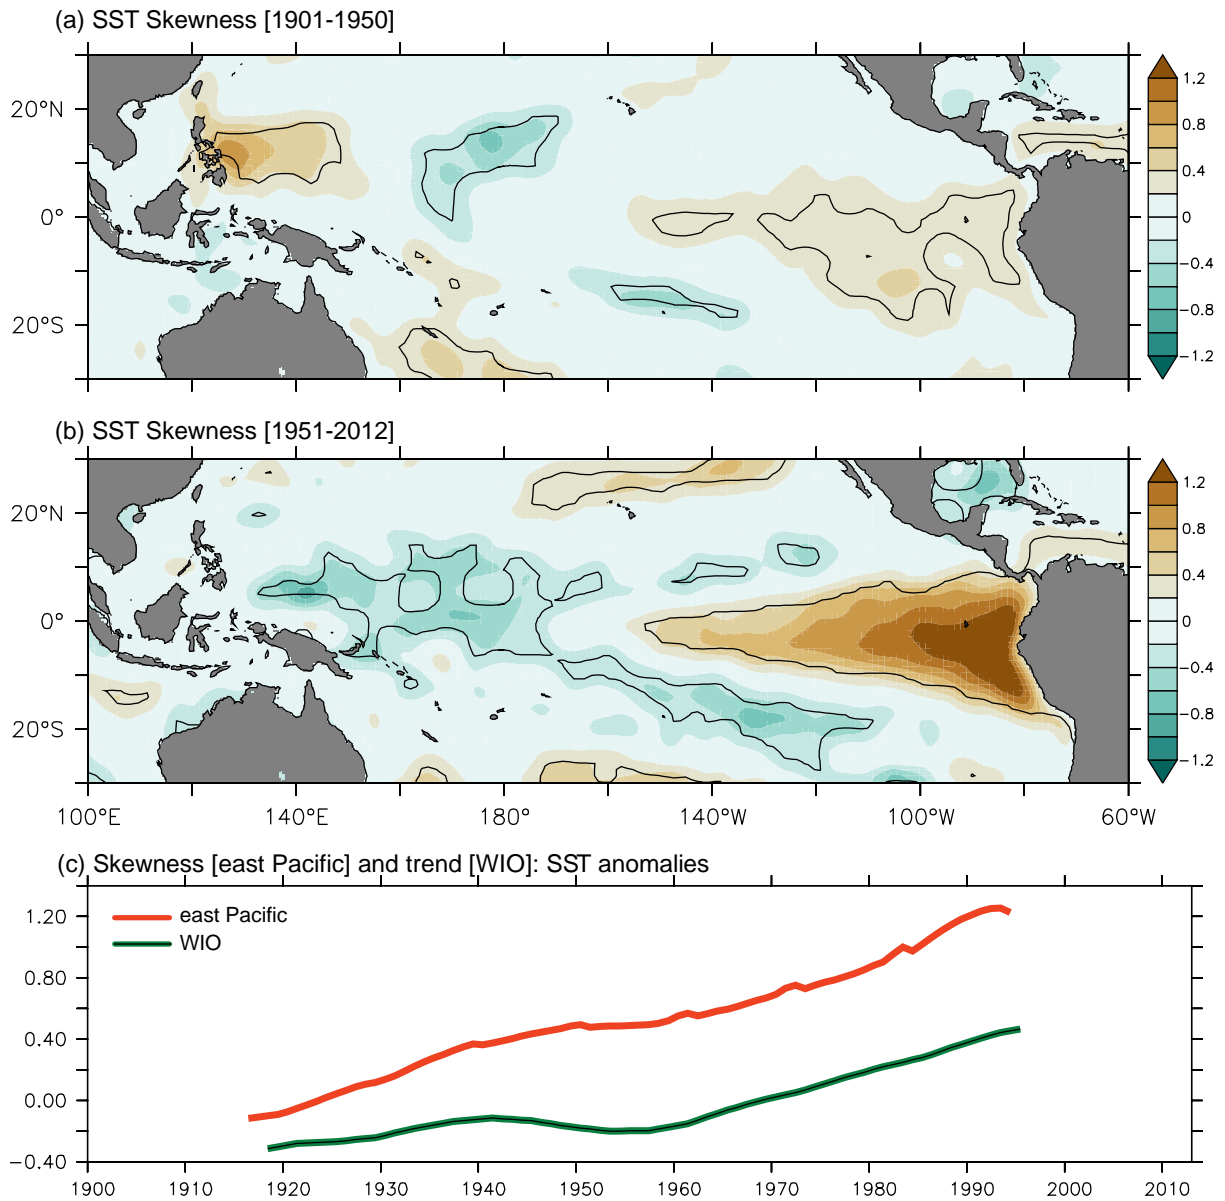 (a) SST Skewness [1901-1950]
20°N
0°
20°S
1.2
0.8
0.4
0
−0.4
−0.8
−1.2
(b) SST Skewness [1951-2012]
20°N
0°
20°S
1.2
0.8
0.4
0
−0.4
−0.8
−1.2
100°E 140°E 180° 140°W 100°W 60°W
(c) Skewness [east Pacific] and trend [WIO]: SST anomalies
1.20
0.80
0.40
0.00
−0.40
east Pacific
WIO
1900 1910 1920 1930 1940 1950 1960 1970 1980 1990 2000 2010